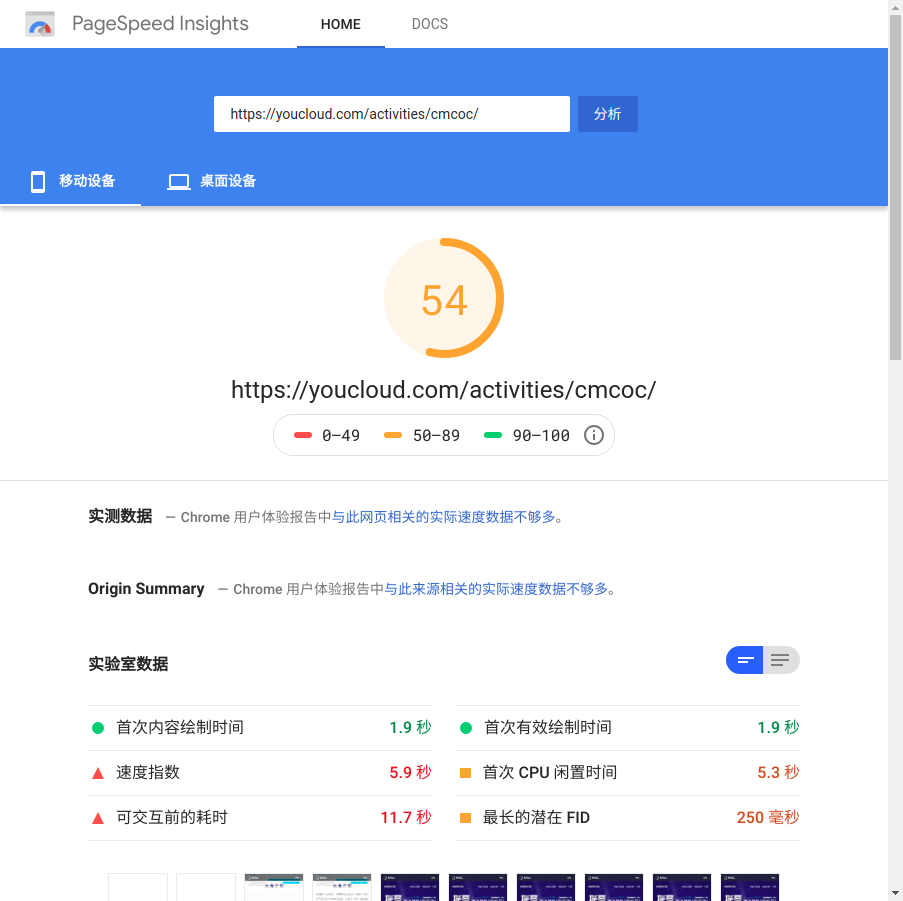 PageSpeed Insights HOME DOCS
https://youcloud.com/activities/cmcoc/ 分析
移动设备 桌面设备
54
https://youcloud.com/activities/cmcoc/
0–49 50–89 90–100
实测数据 — Chrome 用户体验报告中与此网页相关的实际速度数据不够多。
Origin Summary — Chrome 用户体验报告中与此来源相关的实际速度数据不够多。
实验室数据
首次内容绘制时间 1.9 秒 首次有效绘制时间 1.9 秒
速度指数 5.9 秒 首次 CPU 闲置时间 5.3 秒
可交互前的耗时 11.7 秒 最长的潜在 FID 250 毫秒